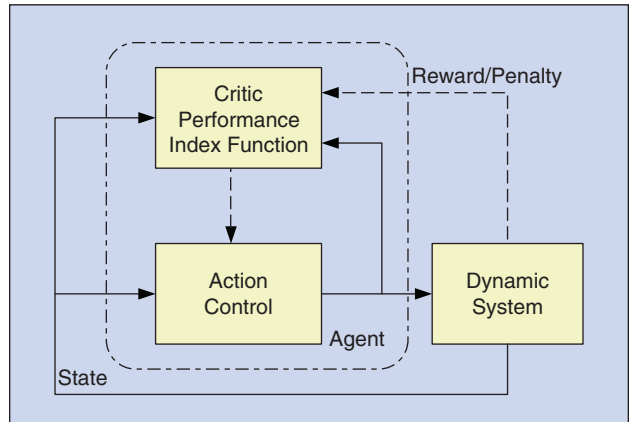 Reward/Penalty
Critic
Performance
Index Function
Action
Control
Dynamic
System
Agent
State